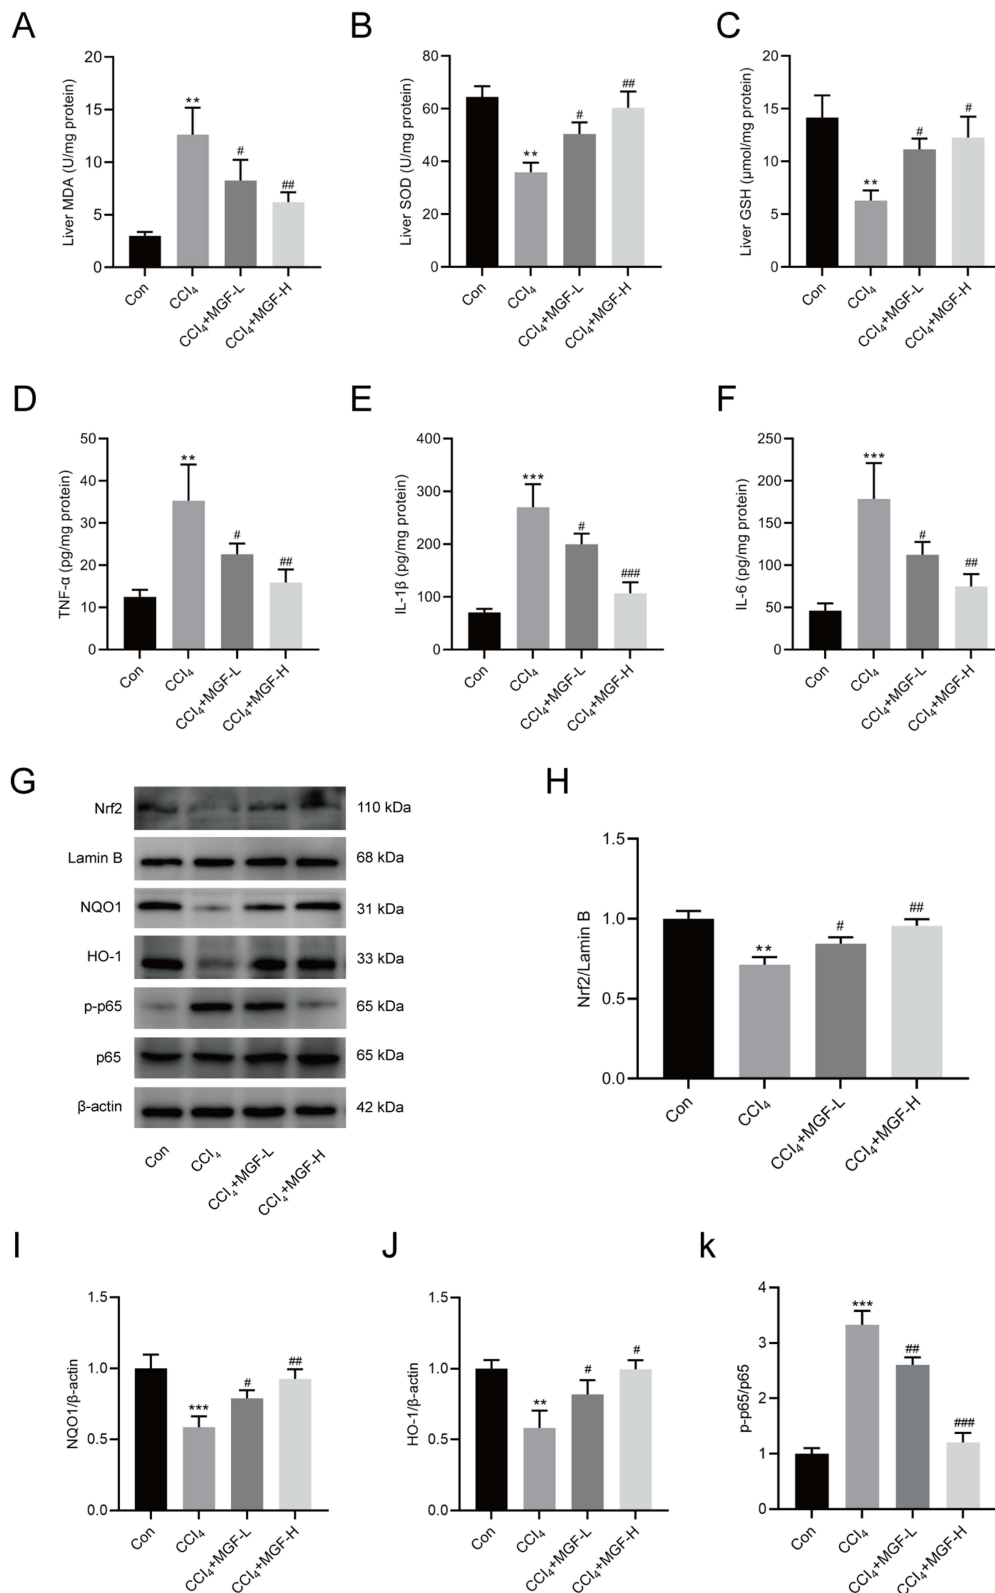 A
Liver MDA (U/mg protein)
20
15
10
5
0
**
#
##
Con
CCl₄
CCl₄+MGF-L
CCl₄+MGF-H
B
Liver SOD (U/mg protein)
80
60
40
20
0
**
#
##
Con
CCl₄
CCl₄+MGF-L
CCl₄+MGF-H
C
Liver GSH (μmol/mg protein)
20
15
10
5
0
**
#
#
Con
CCl₄
CCl₄+MGF-L
CCl₄+MGF-H
D
TNF-α (pg/mg protein)
50
40
30
20
10
0
**
#
##
Con
CCl₄
CCl₄+MGF-L
CCl₄+MGF-H
E
IL-1β (pg/mg protein)
400
300
200
100
0
***
#
###
Con
CCl₄
CCl₄+MGF-L
CCl₄+MGF-H
F
IL-6 (pg/mg protein)
250
200
150
100
50
0
***
#
##
Con
CCl₄
CCl₄+MGF-L
CCl₄+MGF-H
G
Nrf2 110 kDa
Lamin B 68 kDa
NQO1 31 kDa
HO-1 33 kDa
p-p65 65 kDa
p65 65 kDa
β-actin 42 kDa
Con
CCl₄
CCl₄+MGF-L
CCl₄+MGF-H
H
Nrf2/Lamin B
1.5
1.0
0.5
0.0
**
#
##
Con
CCl₄
CCl₄+MGF-L
CCl₄+MGF-H
I
NQO1/β-actin
1.5
1.0
0.5
0.0
***
#
##
Con
CCl₄
CCl₄+MGF-L
CCl₄+MGF-H
J
HO-1/β-actin
1.5
1.0
0.5
0.0
**
#
#
Con
CCl₄
CCl₄+MGF-L
CCl₄+MGF-H
k
p-p65/p65
4
3
2
1
0
***
##
###
Con
CCl₄
CCl₄+MGF-L
CCl₄+MGF-H